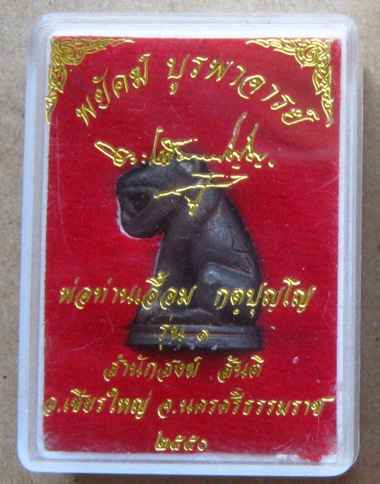 พยัคฆ์ บูรพาจารย์
พ่อท่านเอื้อม กตปุญฺโญ
รุ่น ๑
สำนักสงฆ์ สันติ
อ.เชียรใหญ่ จ.นครศรีธรรมราช
๒๕๕๐